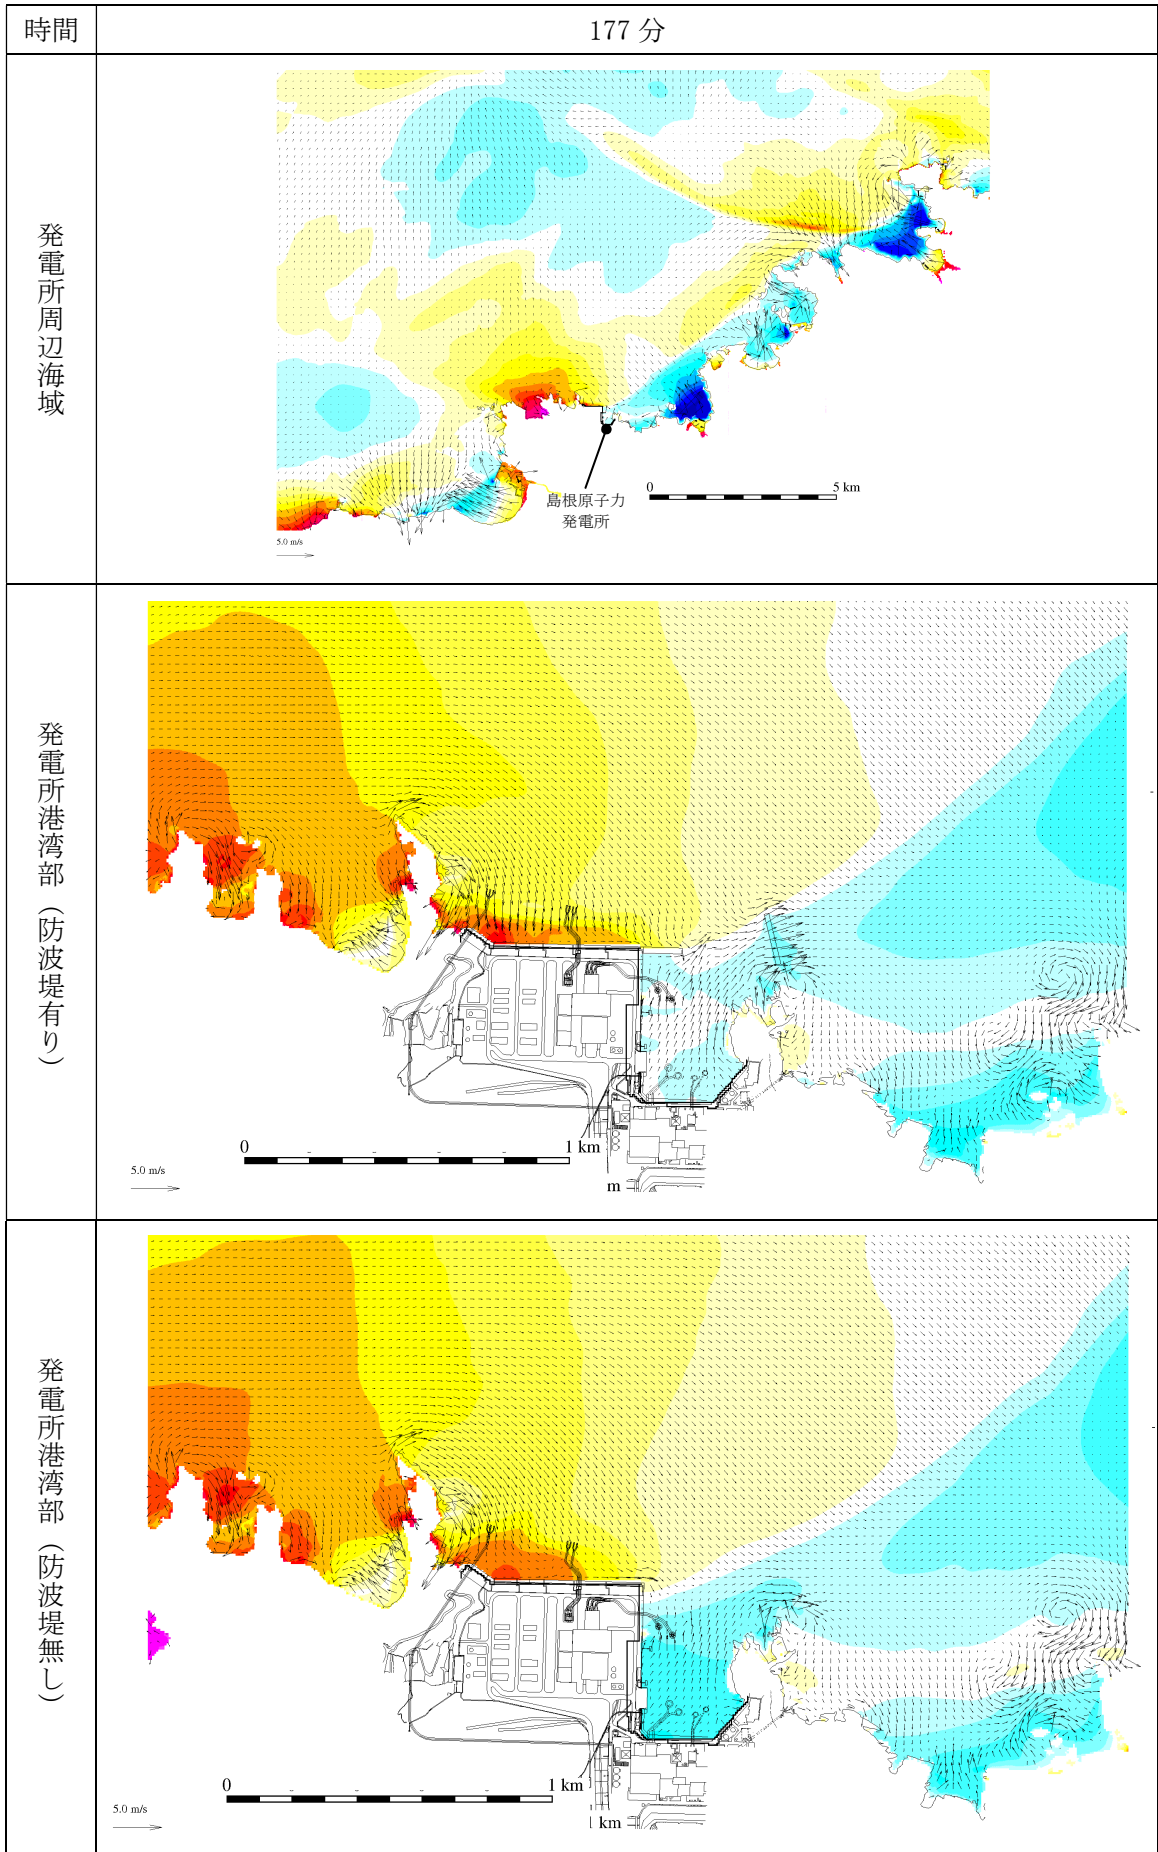 時間
177 分
発電所周辺海域
島根原子力
発電所
0
5 km
5.0 m/s
発電所港湾部（防波堤有り）
0
1 km
5.0 m/s
m
発電所港湾部（防波堤無し）
0
1 km
5.0 m/s
1 km